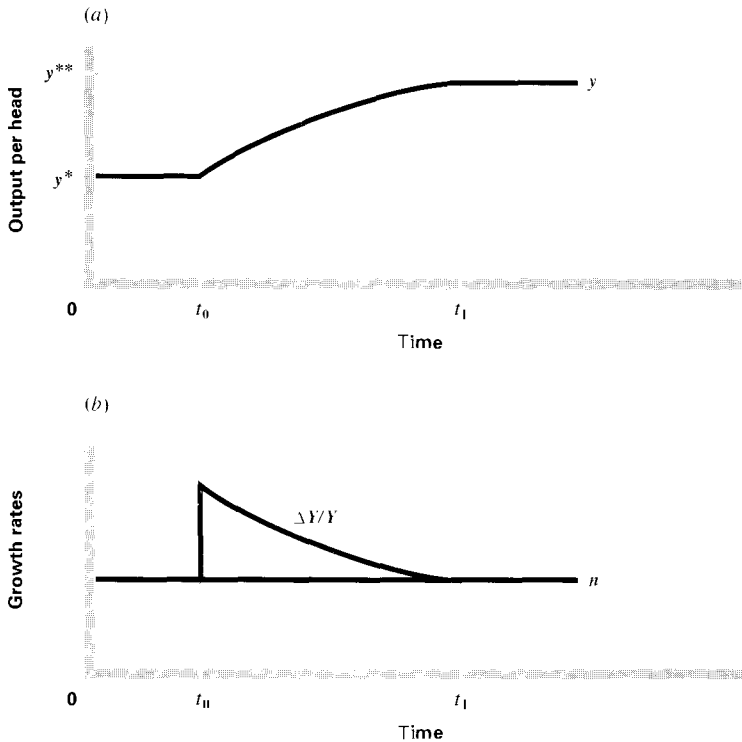 (a)
y**
y
Output per head
y*
0
t₀
t₁
Time
(b)
ΔY/Y
Growth rates
n
0
t₀
t₁
Time